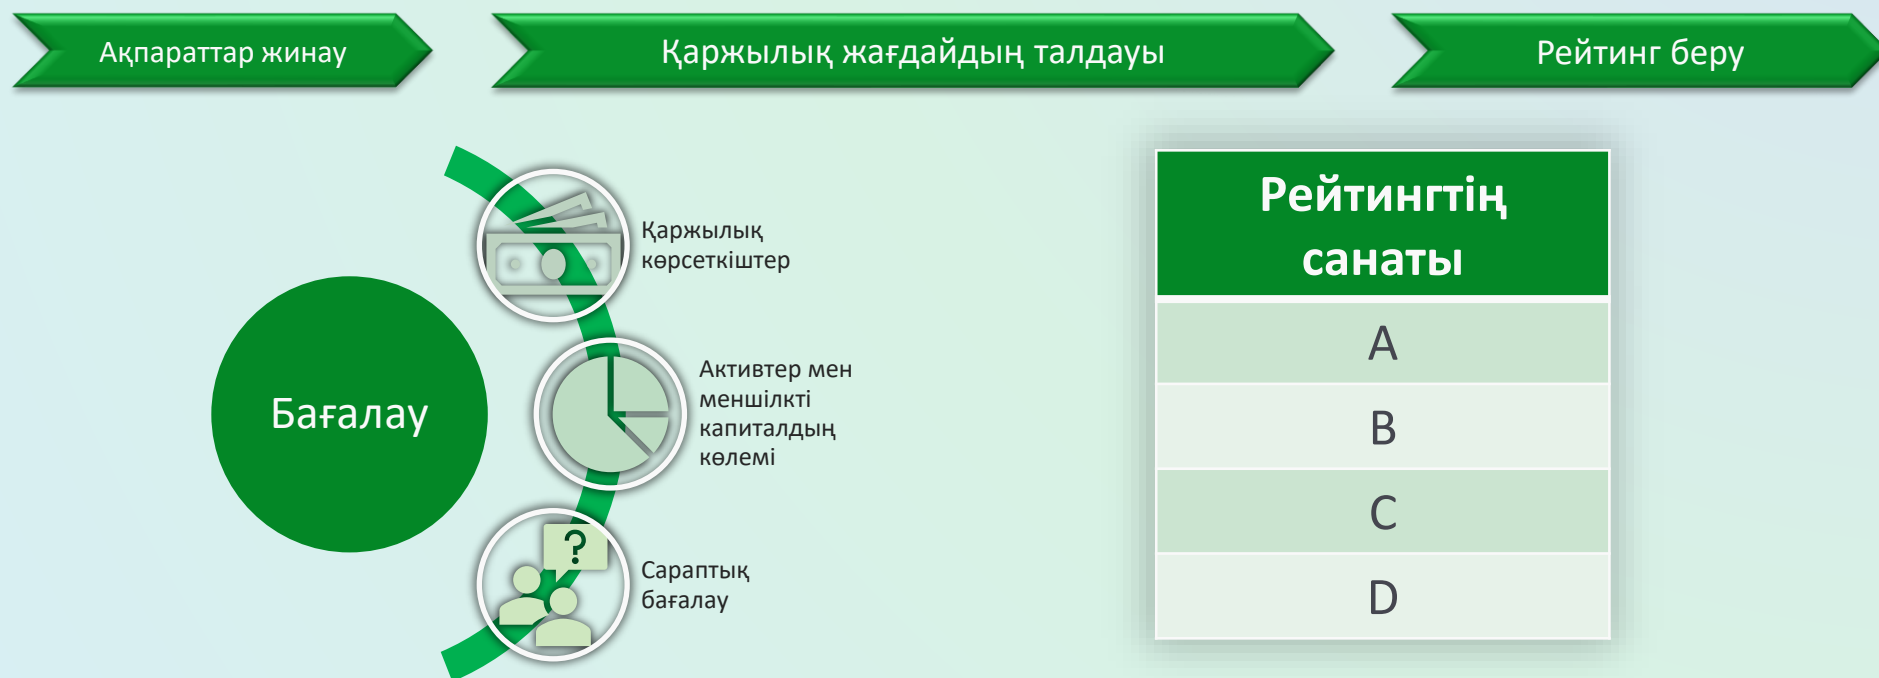 Ақпараттар жинау
Қаржылық жағдайдың талдауы
Рейтинг беру
Бағалау
Қаржылық
көрсеткіштер
Активтер мен
меншілкті
капиталдың
көлемі
?
Сараптық
бағалау
Рейтингтің
санаты
A
B
C
D